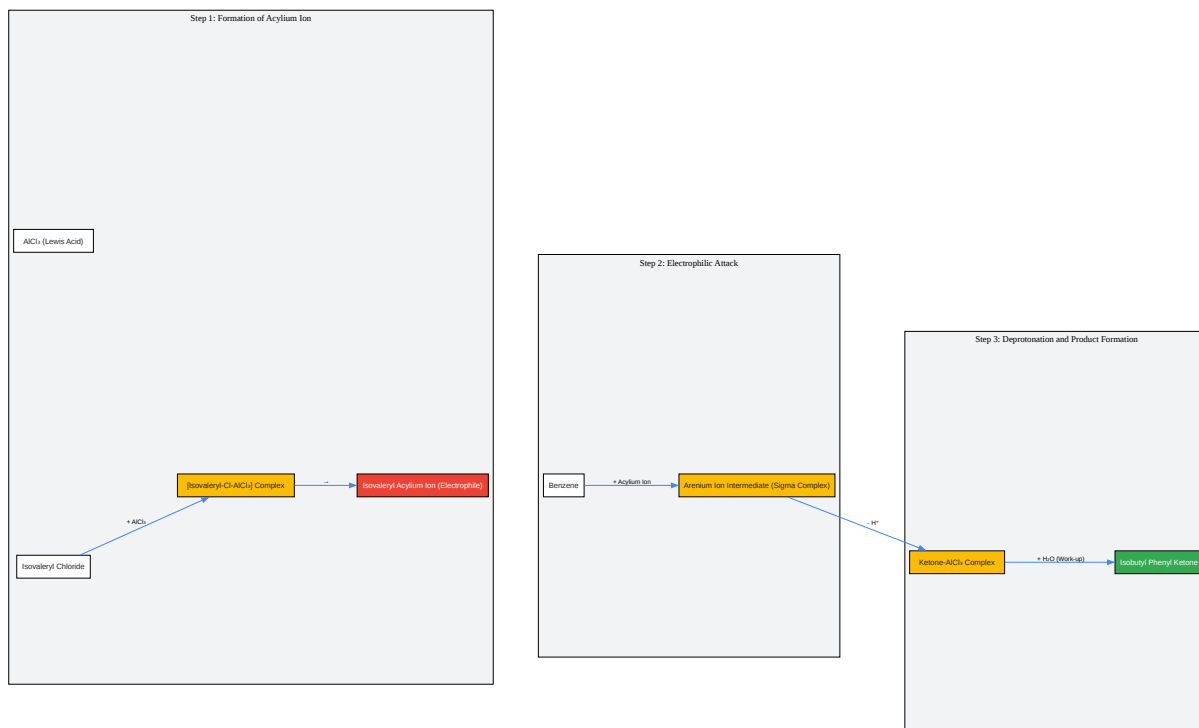 Step 1: Formation of Acylium Ion
AlCl₃ (Lewis Acid)
[Isovaleryl-Cl-AlCl₃] Complex
→
Isovaleryl Acylium Ion (Electrophile)
+ AlCl₃
Isovaleryl Chloride
Step 2: Electrophilic Attack
Benzene
+ Acylium Ion
Arenium Ion Intermediate (Sigma Complex)
- H⁺
Step 3: Deprotonation and Product Formation
Ketone-AlCl₃ Complex
+ H₂O (Work-up)
Isobutyl Phenyl Ketone